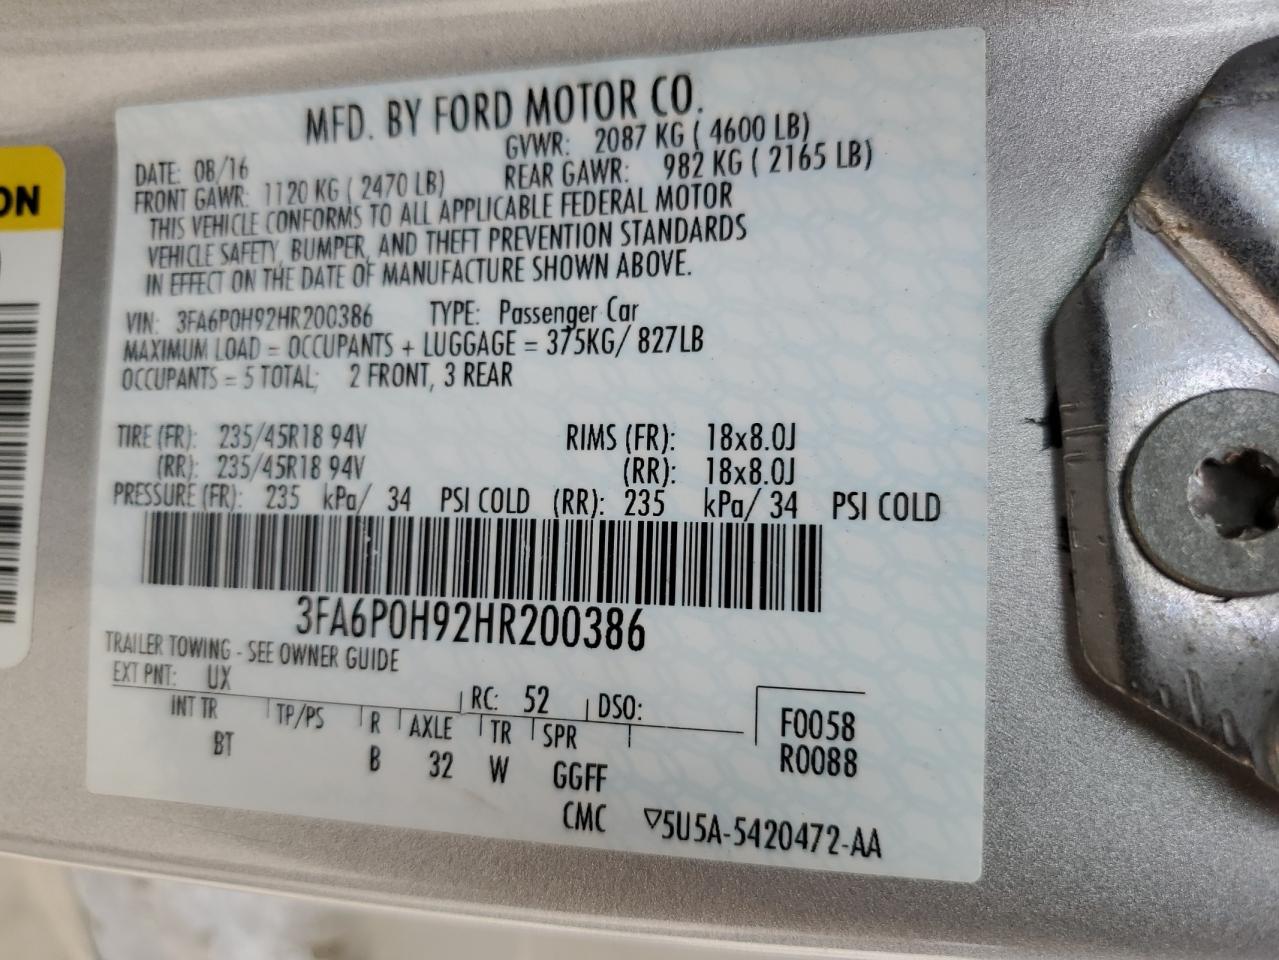 ON
MFD. BY FORD MOTOR CO.
DATE: 08/16 GVWR: 2087 KG ( 4600 LB)
FRONT GAWR: 1120 KG ( 2470 LB) REAR GAWR: 982 KG ( 2165 LB)
THIS VEHICLE CONFORMS TO ALL APPLICABLE FEDERAL MOTOR
VEHICLE SAFETY, BUMPER, AND THEFT PREVENTION STANDARDS
IN EFFECT ON THE DATE OF MANUFACTURE SHOWN ABOVE.
VIN: 3FA6P0H92HR200386 TYPE: Passenger Car
MAXIMUM LOAD = OCCUPANTS + LUGGAGE = 375KG/ 827LB
OCCUPANTS = 5 TOTAL; 2 FRONT, 3 REAR
TIRE (FR): 235/45R18 94V RIMS (FR): 18x8.0J
(RR): 235/45R18 94V (RR): 18x8.0J
PRESSURE (FR): 235 kPa/ 34 PSI COLD (RR): 235 kPa/ 34 PSI COLD
3FA6P0H92HR200386
TRAILER TOWING - SEE OWNER GUIDE
EXT PNT: UX RC: 52 DSO:
INT TR TP/PS R AXLE TR SPR F0058
BT B 32 W GGFF R0088
CMC ▽5U5A-5420472-AA